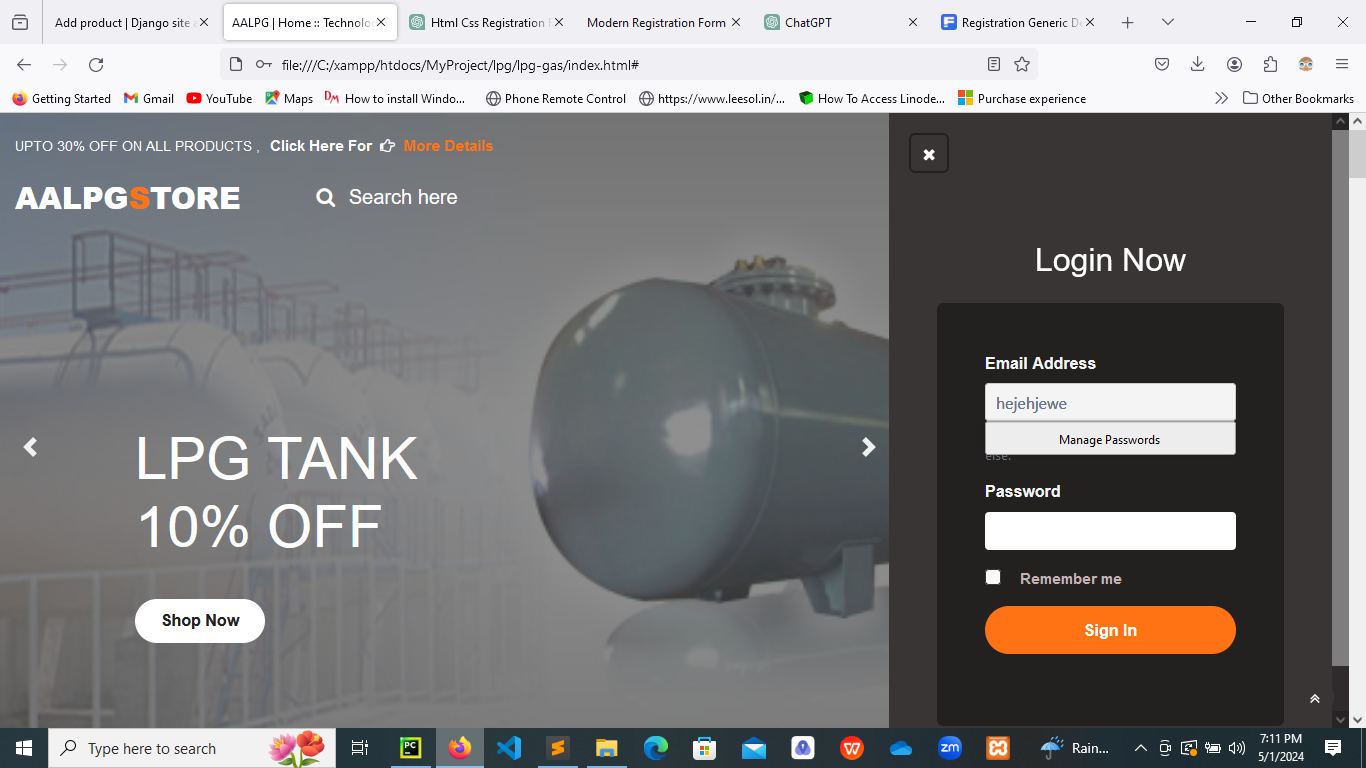 Add product | Django site a
AALPG | Home :: Technolo
Html Css Registration F
Modern Registration Form
ChatGPT
Registration Generic De
file:///C:/xampp/htdocs/MyProject/lpg/lpg-gas/index.html#
Getting Started
Gmail
YouTube
Maps
How to install Windo...
Phone Remote Control
https://www.leesol.in/...
How To Access Linode...
Purchase experience
Other Bookmarks
UPTO 30% OFF ON ALL PRODUCTS , Click Here For More Details
AALPGSTORE
Search here
LPG TANK
10% OFF
Shop Now
Login Now
Email Address
hejehjewe
Manage Passwords
else.
Password
Remember me
Sign In
Type here to search
Rain...
7:11 PM
5/1/2024